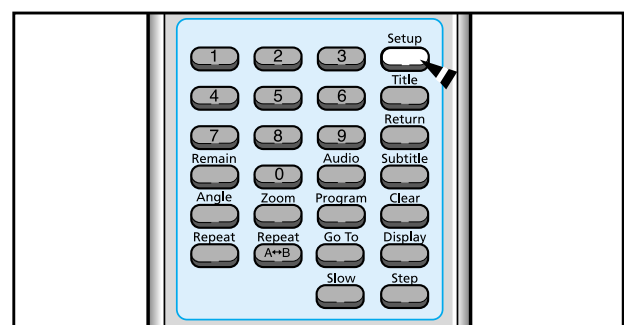 Setup
1 2 3
Title
4 5 6
Return
7 8 9
Remain Audio Subtitle
0
Angle Zoom Program Clear
Repeat Repeat Go To Display
A↔B
Slow Step